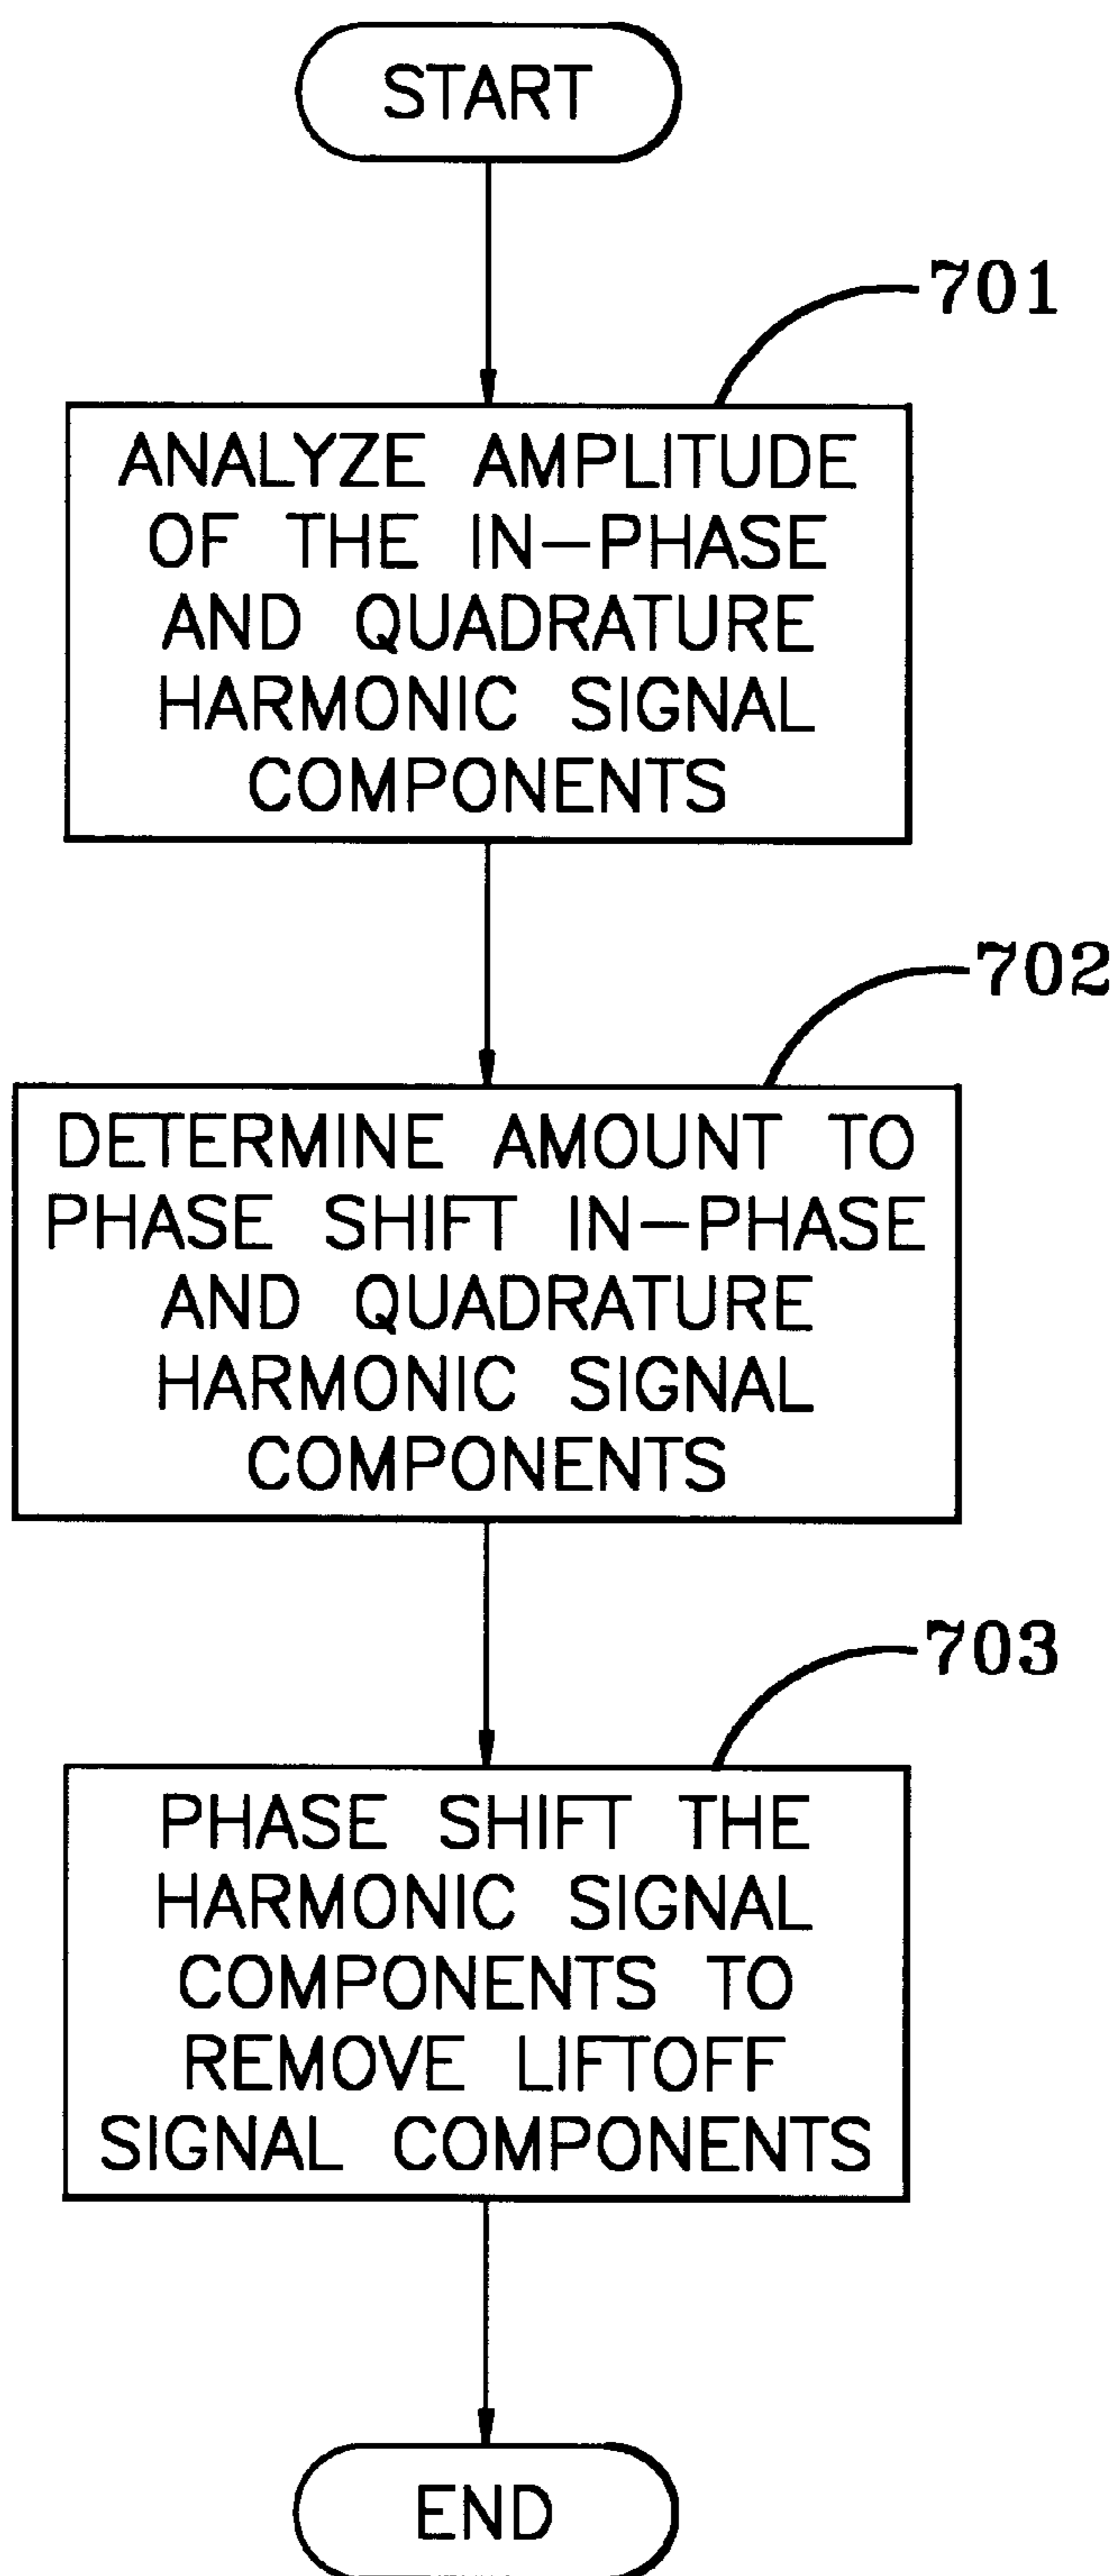 START
701
ANALYZE AMPLITUDE
OF THE IN-PHASE
AND QUADRATURE
HARMONIC SIGNAL
COMPONENTS
702
DETERMINE AMOUNT TO
PHASE SHIFT IN-PHASE
AND QUADRATURE
HARMONIC SIGNAL
COMPONENTS
703
PHASE SHIFT THE
HARMONIC SIGNAL
COMPONENTS TO
REMOVE LIFTOFF
SIGNAL COMPONENTS
END